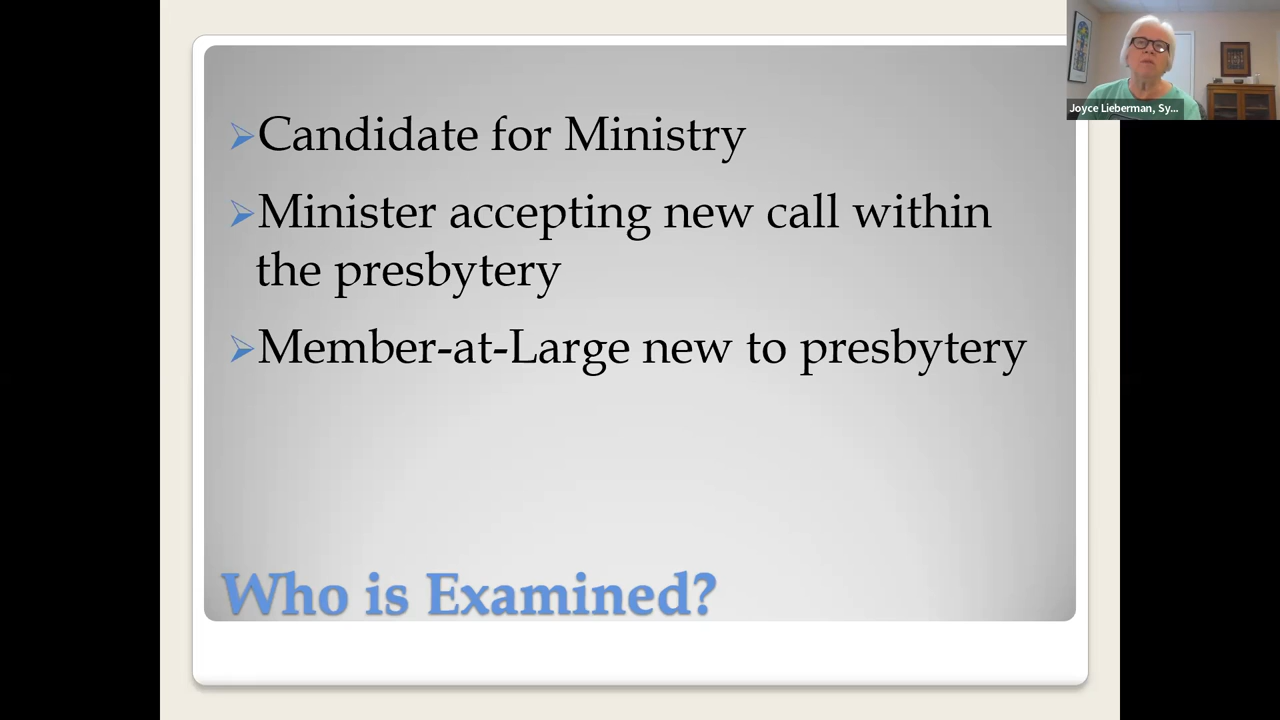 Candidate for Ministry
Minister accepting new call within
the presbytery
Member-at-Large new to presbytery
Who is Examined?
Joyce Lieberman, Sy...